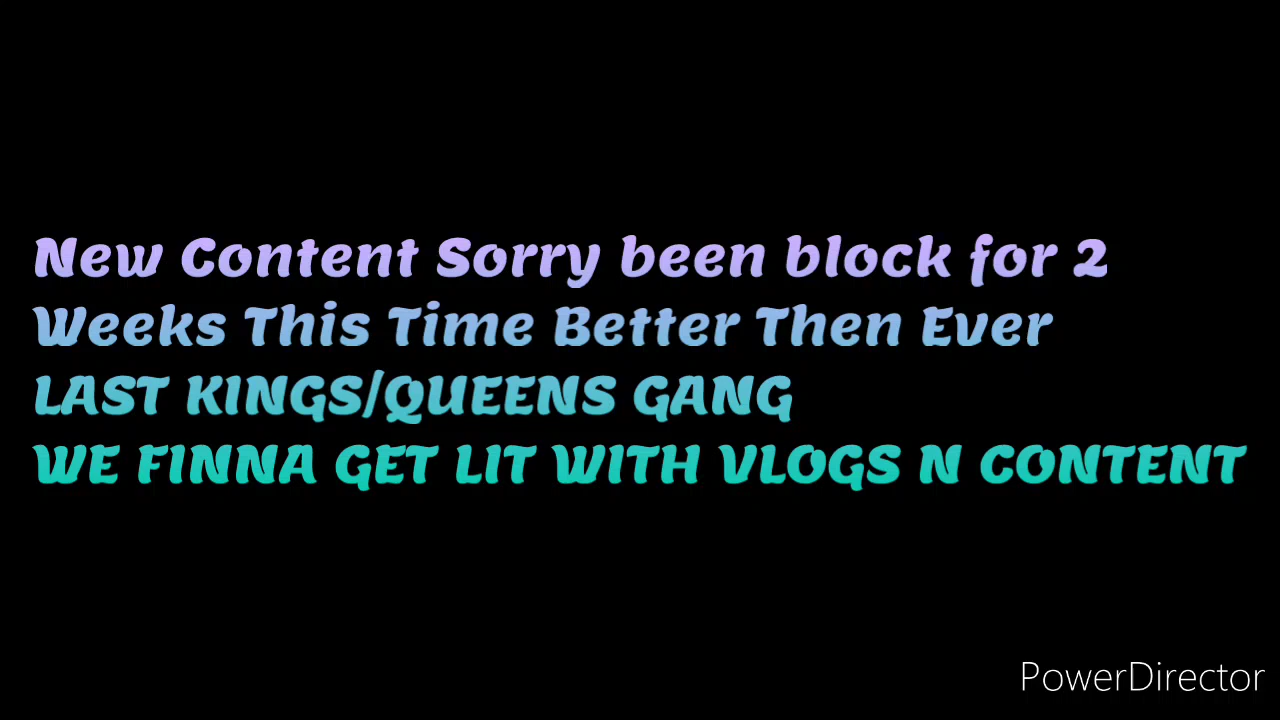 New Content Sorry been block for 2
Weeks This Time Better Then Ever
LAST KINGS/QUEENS GANG
WE FINNA GET LIT WITH VLOGS N CONTENT
PowerDirector